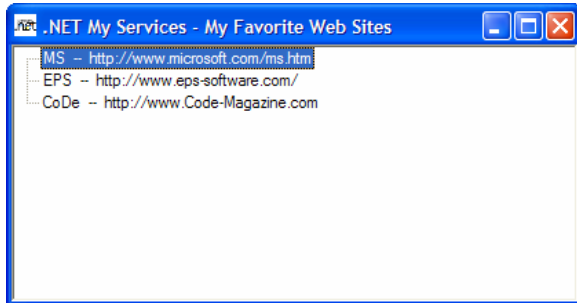 .net .NET My Services - My Favorite Web Sites
MS -- http://www.microsoft.com/ms.htm
EPS -- http://www.eps-software.com/
CoDe -- http://www.Code-Magazine.com